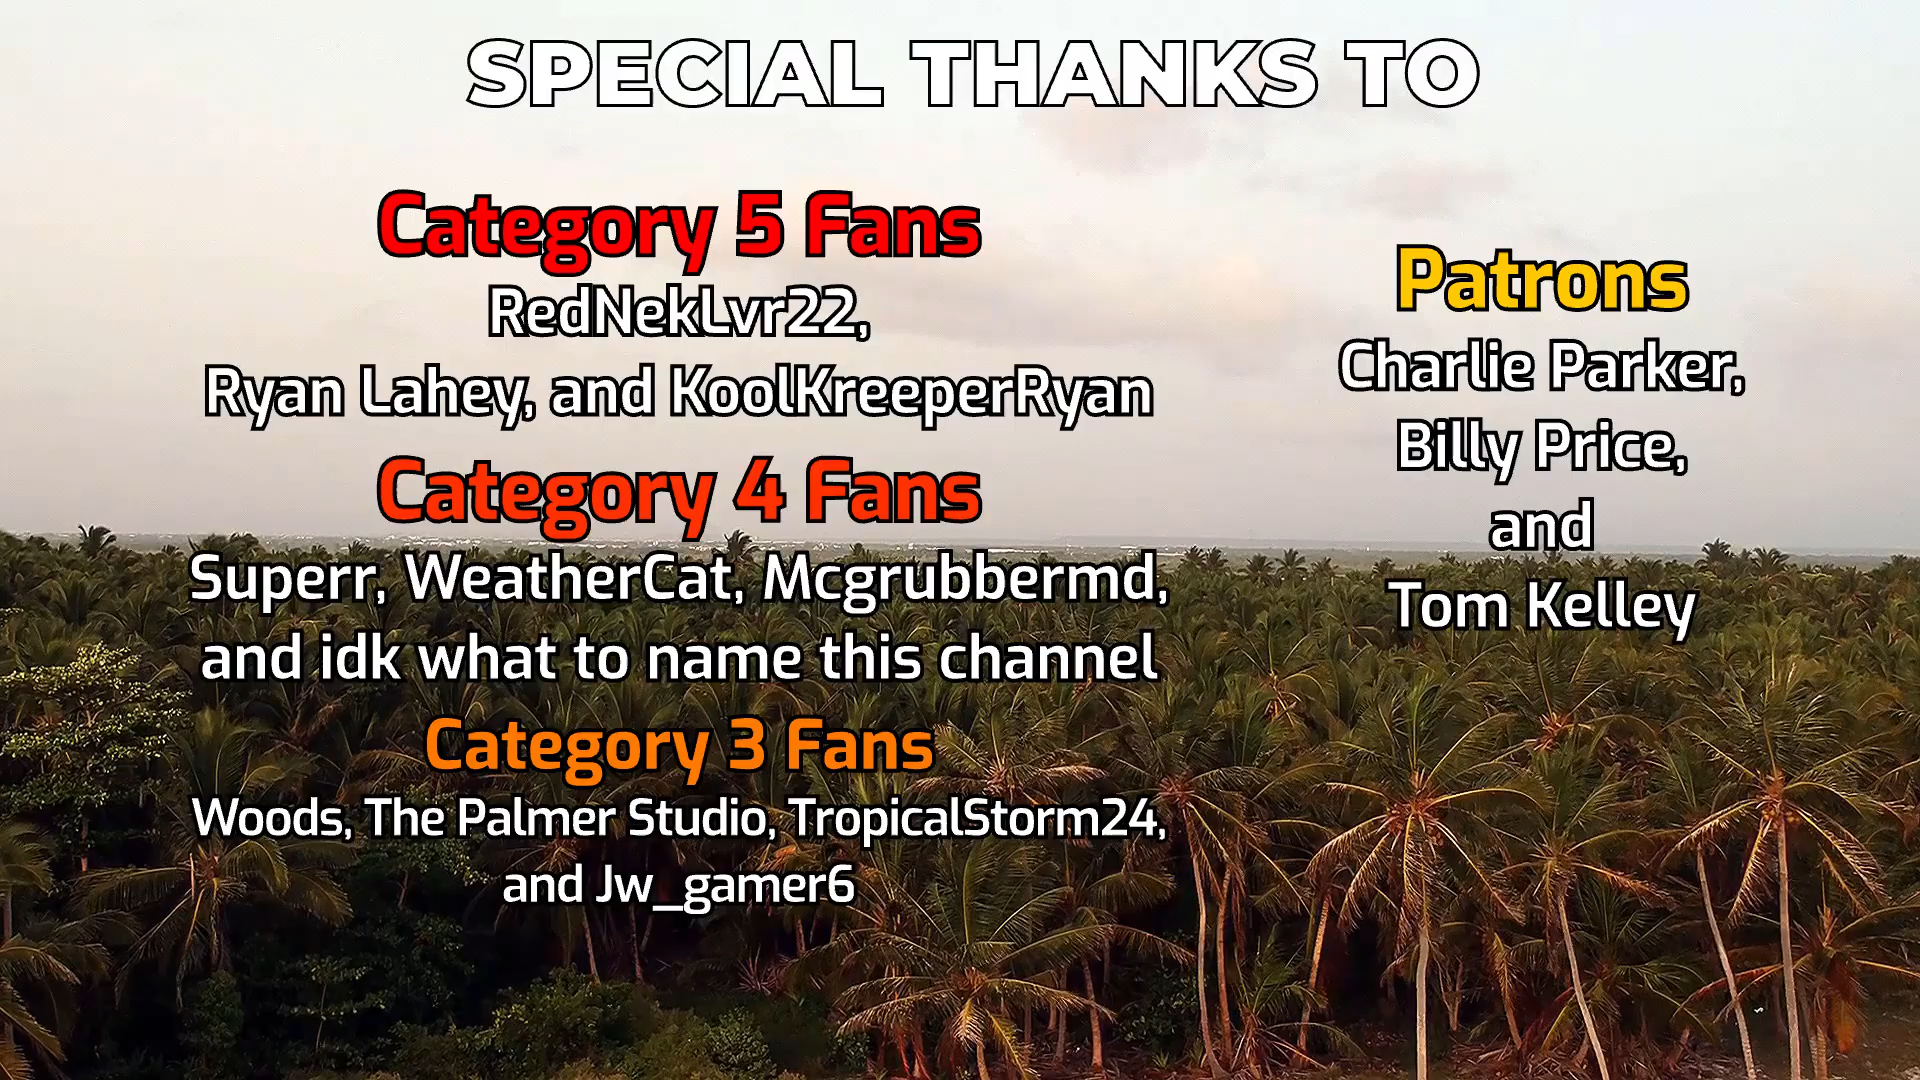 SPECIAL THANKS TO
Category 5 Fans
RedNekLvr22,
Ryan Lahey, and KoolKreeperRyan
Category 4 Fans
Superr, WeatherCat, Mcgrubbermd,
and idk what to name this channel
Category 3 Fans
Woods, The Palmer Studio, TropicalStorm24,
and Jw_gamer6
Patrons
Charlie Parker,
Billy Price,
and
Tom Kelley